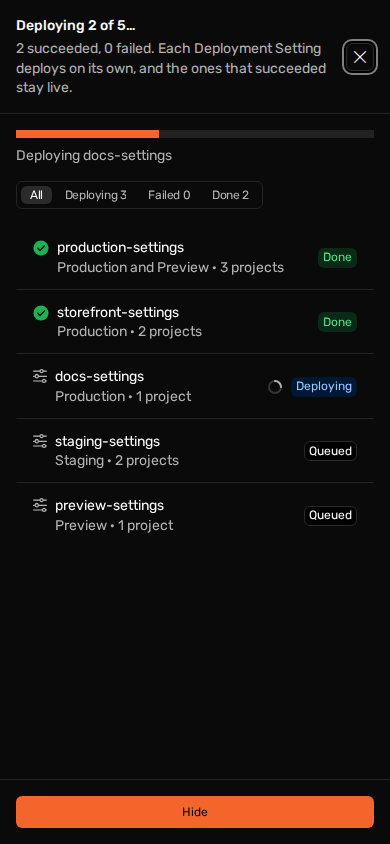 Deploying 2 of 5…
2 succeeded, 0 failed. Each Deployment Setting
deploys on its own, and the ones that succeeded
stay live.
Deploying docs-settings
All Deploying 3 Failed 0 Done 2
production-settings
Production and Preview • 3 projects
Done
storefront-settings
Production • 2 projects
Done
docs-settings
Production • 1 project
Deploying
staging-settings
Staging • 2 projects
Queued
preview-settings
Preview • 1 project
Queued
Hide